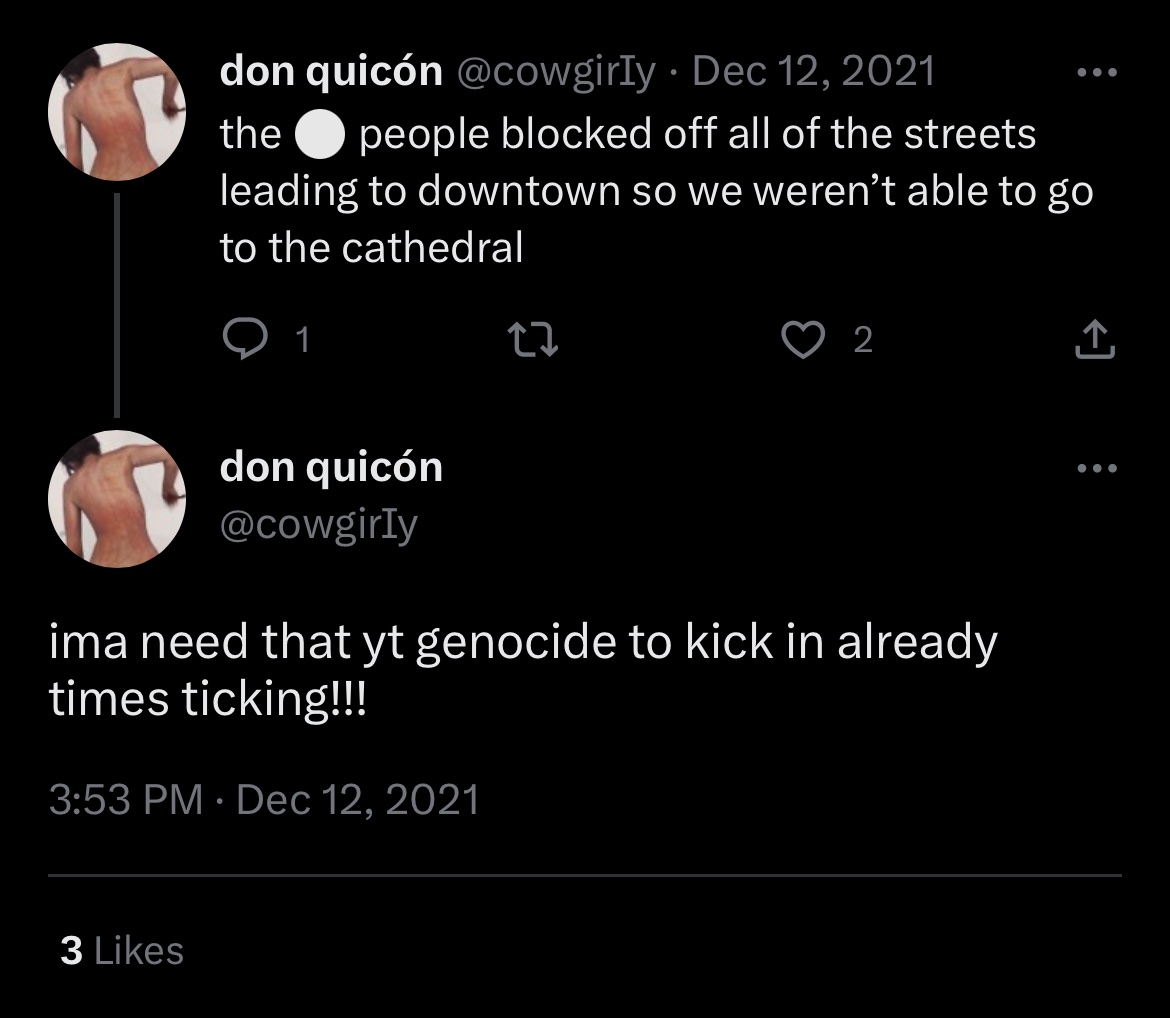 don quicón @cowgirIy · Dec 12, 2021
the ⚪ people blocked off all of the streets
leading to downtown so we weren’t able to go
to the cathedral
1 2
don quicón
@cowgirIy
ima need that yt genocide to kick in already
times ticking!!!
3:53 PM · Dec 12, 2021
3 Likes